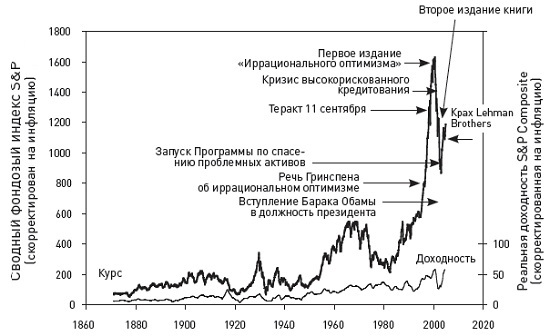 Второе издание книги
Сводный фондовый индекс S&P
(скорректирован на инфляцию)
1800
1600
1400
1200
1000
800
600
400
200
0
Первое издание
«Иррационального оптимизма»
Кризис высокорискованного
кредитования
Теракт 11 сентября
Крах Lehman
Brothers
Запуск Программы по спасе-
нию проблемных активов
Речь Гринспена
об иррациональном оптимизме
Вступление Барака Обамы
в должность президента
Курс
Доходность
100
50
0
Реальная доходность S&P Composite
(скорректированная на инфляцию)
1860 1880 1900 1920 1940 1960 1980 2000 2020